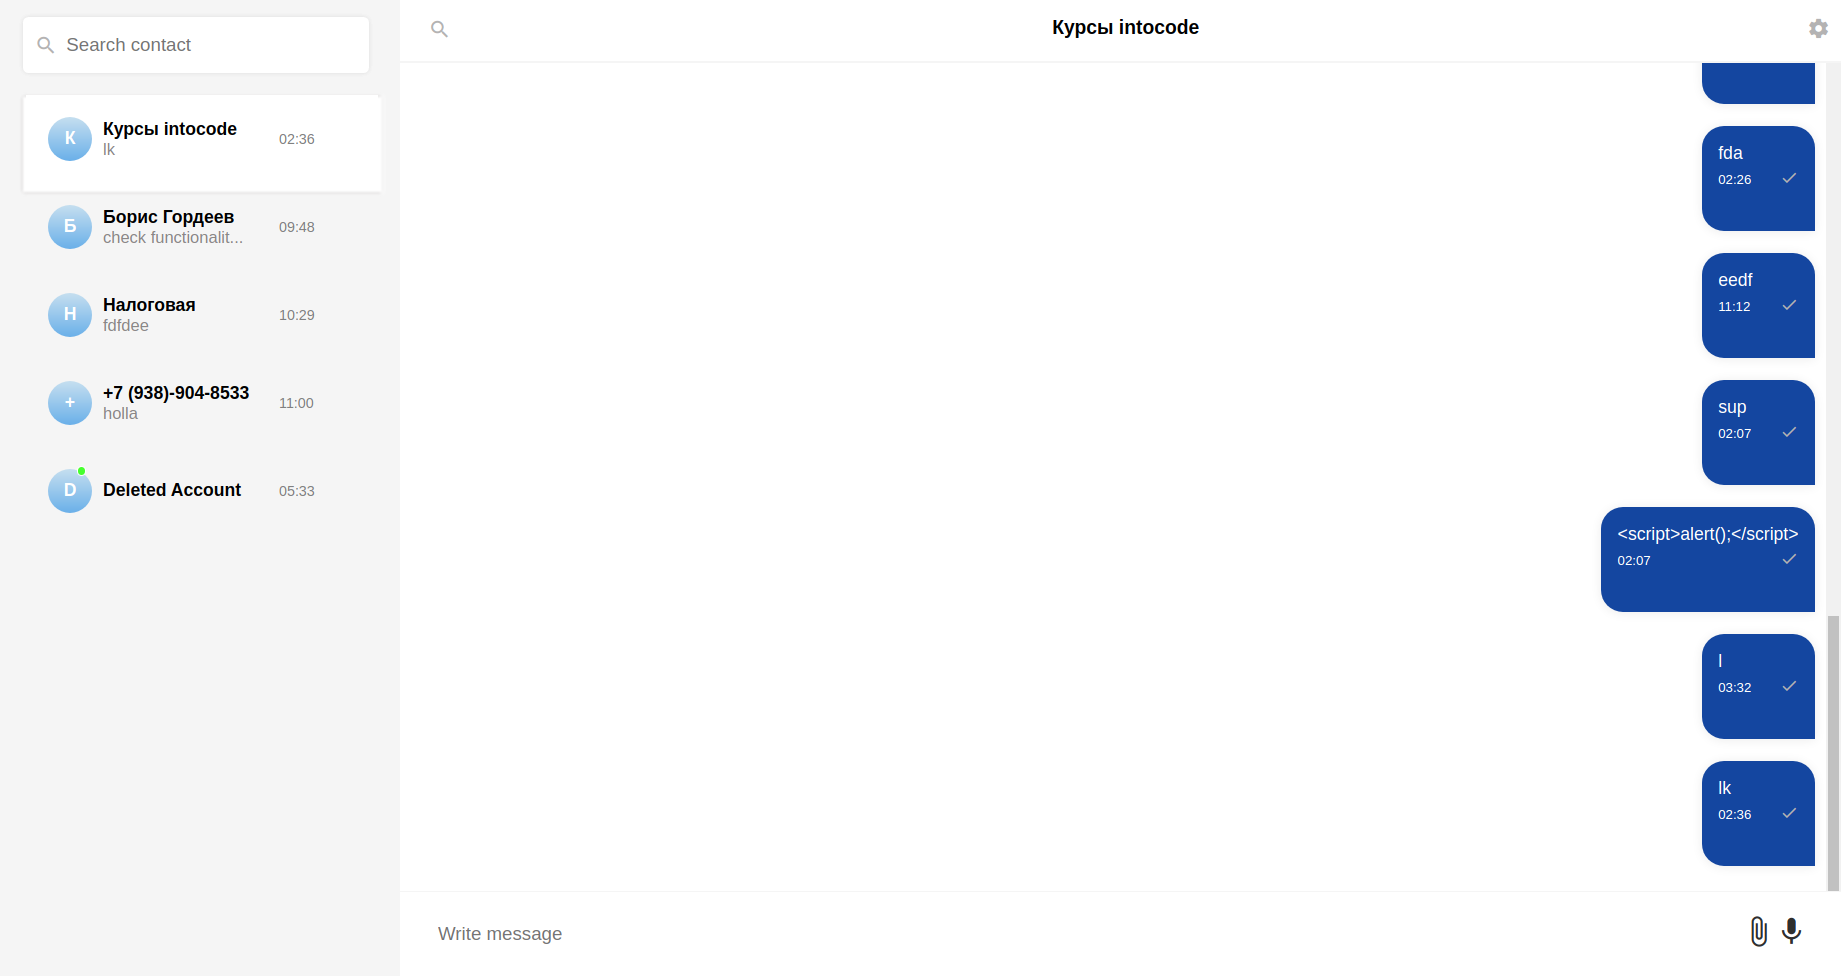 Search contact
К
Курсы intocode
02:36
lk
Б
Борис Гордеев
09:48
check functionalit...
Н
Налоговая
10:29
fdfdee
+
+7 (938)-904-8533
11:00
holla
D
Deleted Account
05:33
Курсы intocode
fda
02:26
eedf
11:12
sup
02:07
<script>alert();</script>
02:07
l
03:32
lk
02:36
Write message